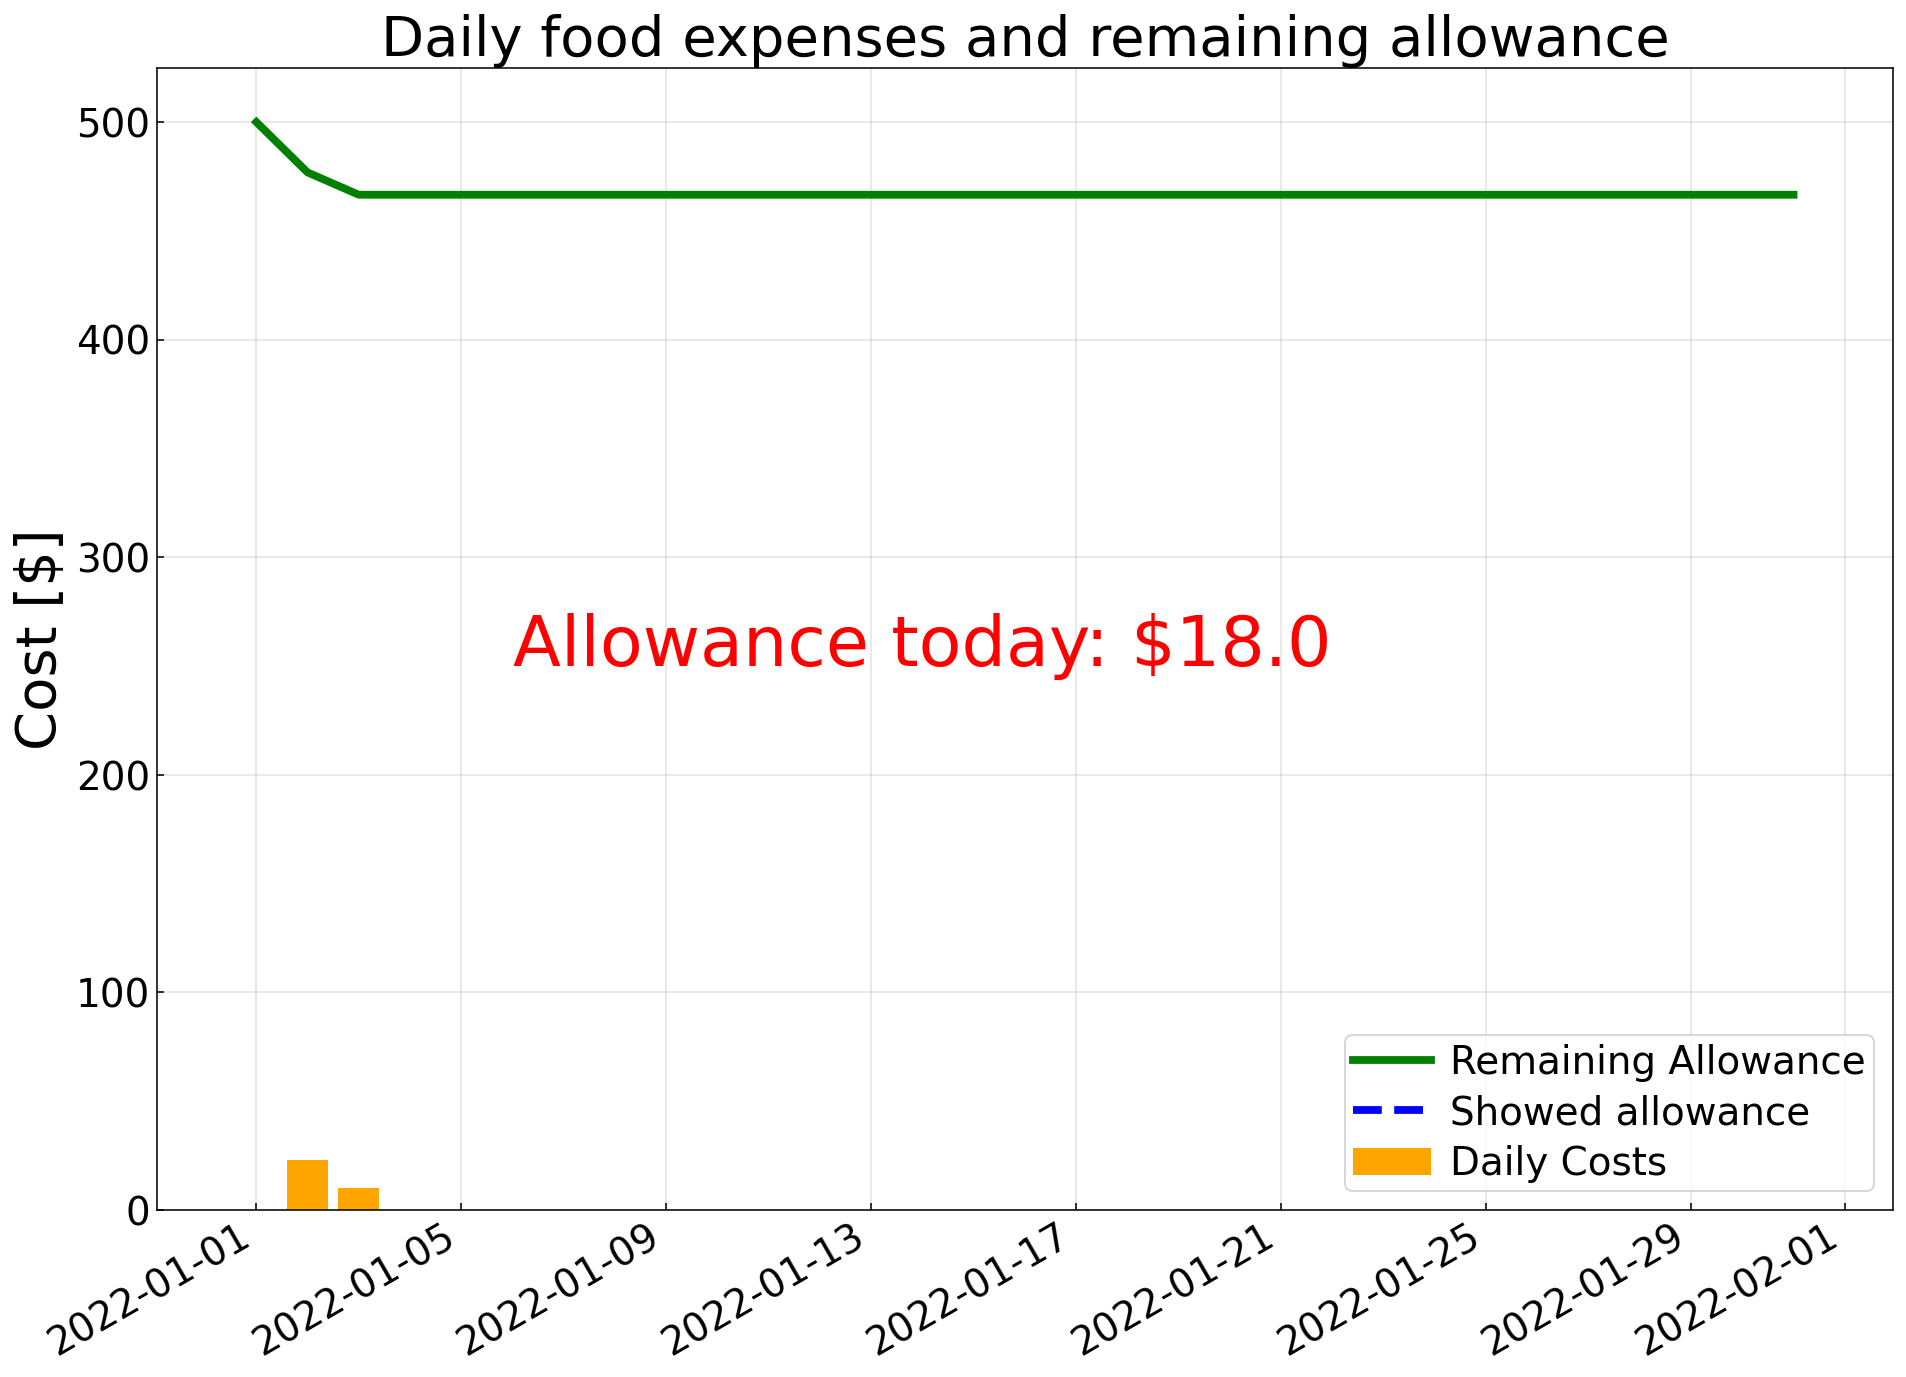 Daily food expenses and remaining allowance
500
400
300
200
100
0
Cost [$]
Allowance today: $18.0
Remaining Allowance
Showed allowance
Daily Costs
2022-01-01
2022-01-05
2022-01-09
2022-01-13
2022-01-17
2022-01-21
2022-01-25
2022-01-29
2022-02-01